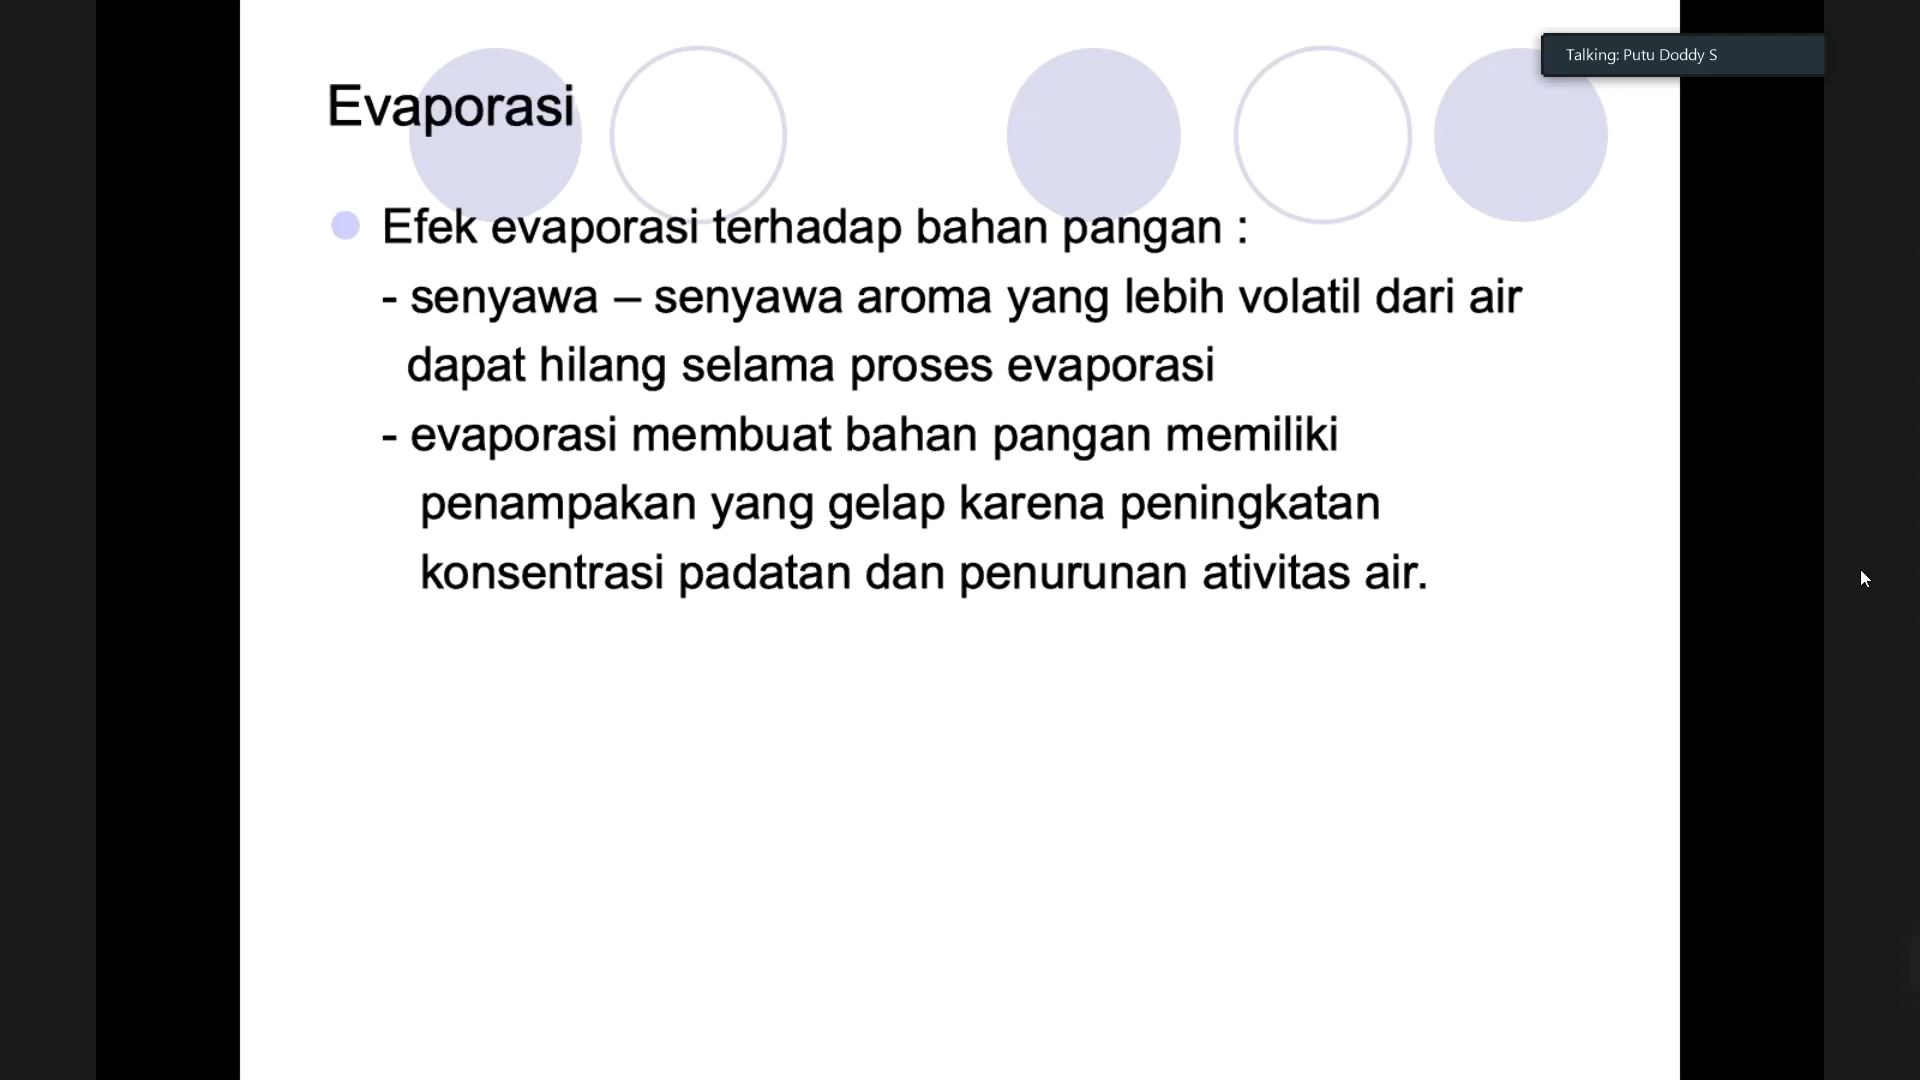 Talking: Putu Doddy S
Evaporasi
Efek evaporasi terhadap bahan pangan :
- senyawa – senyawa aroma yang lebih volatil dari air
dapat hilang selama proses evaporasi
- evaporasi membuat bahan pangan memiliki
penampakan yang gelap karena peningkatan
konsentrasi padatan dan penurunan ativitas air.